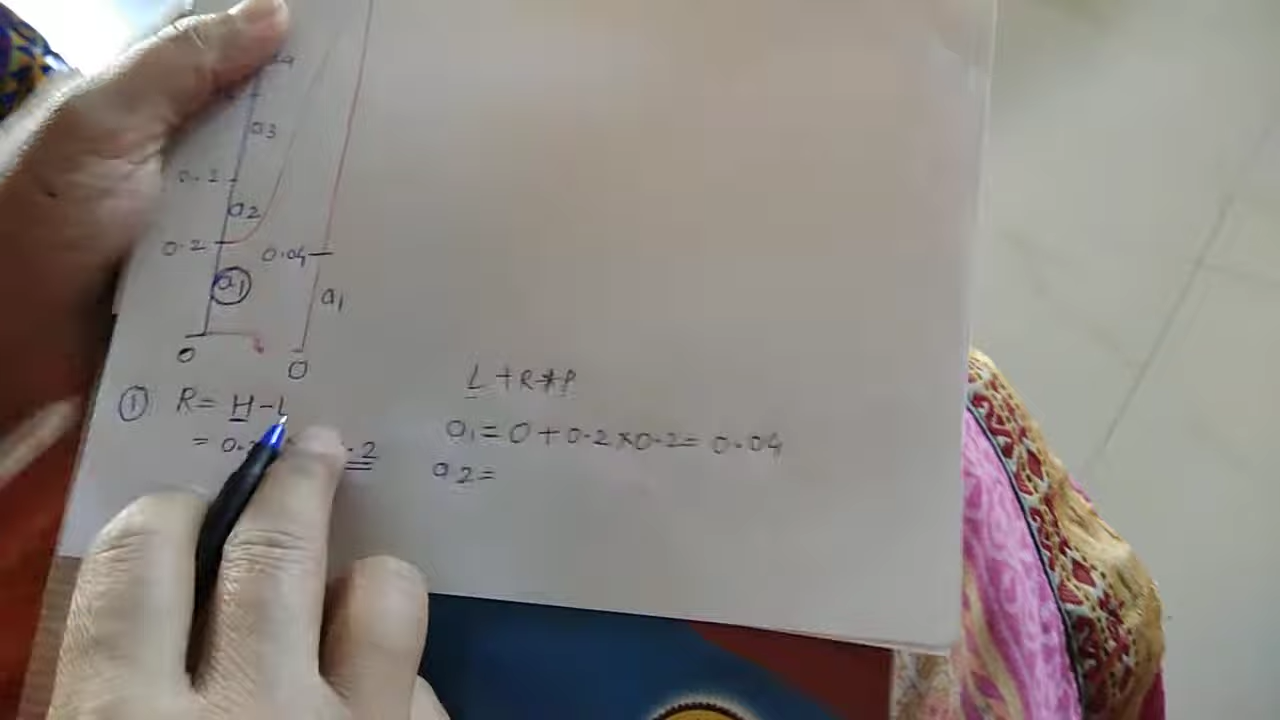 a3
a2
0.2
0.04
a1
a1
0
0
① R = H - L
L + R * P
= 0.2
a1 = 0 + 0.2 × 0.2 = 0.04
a2 =